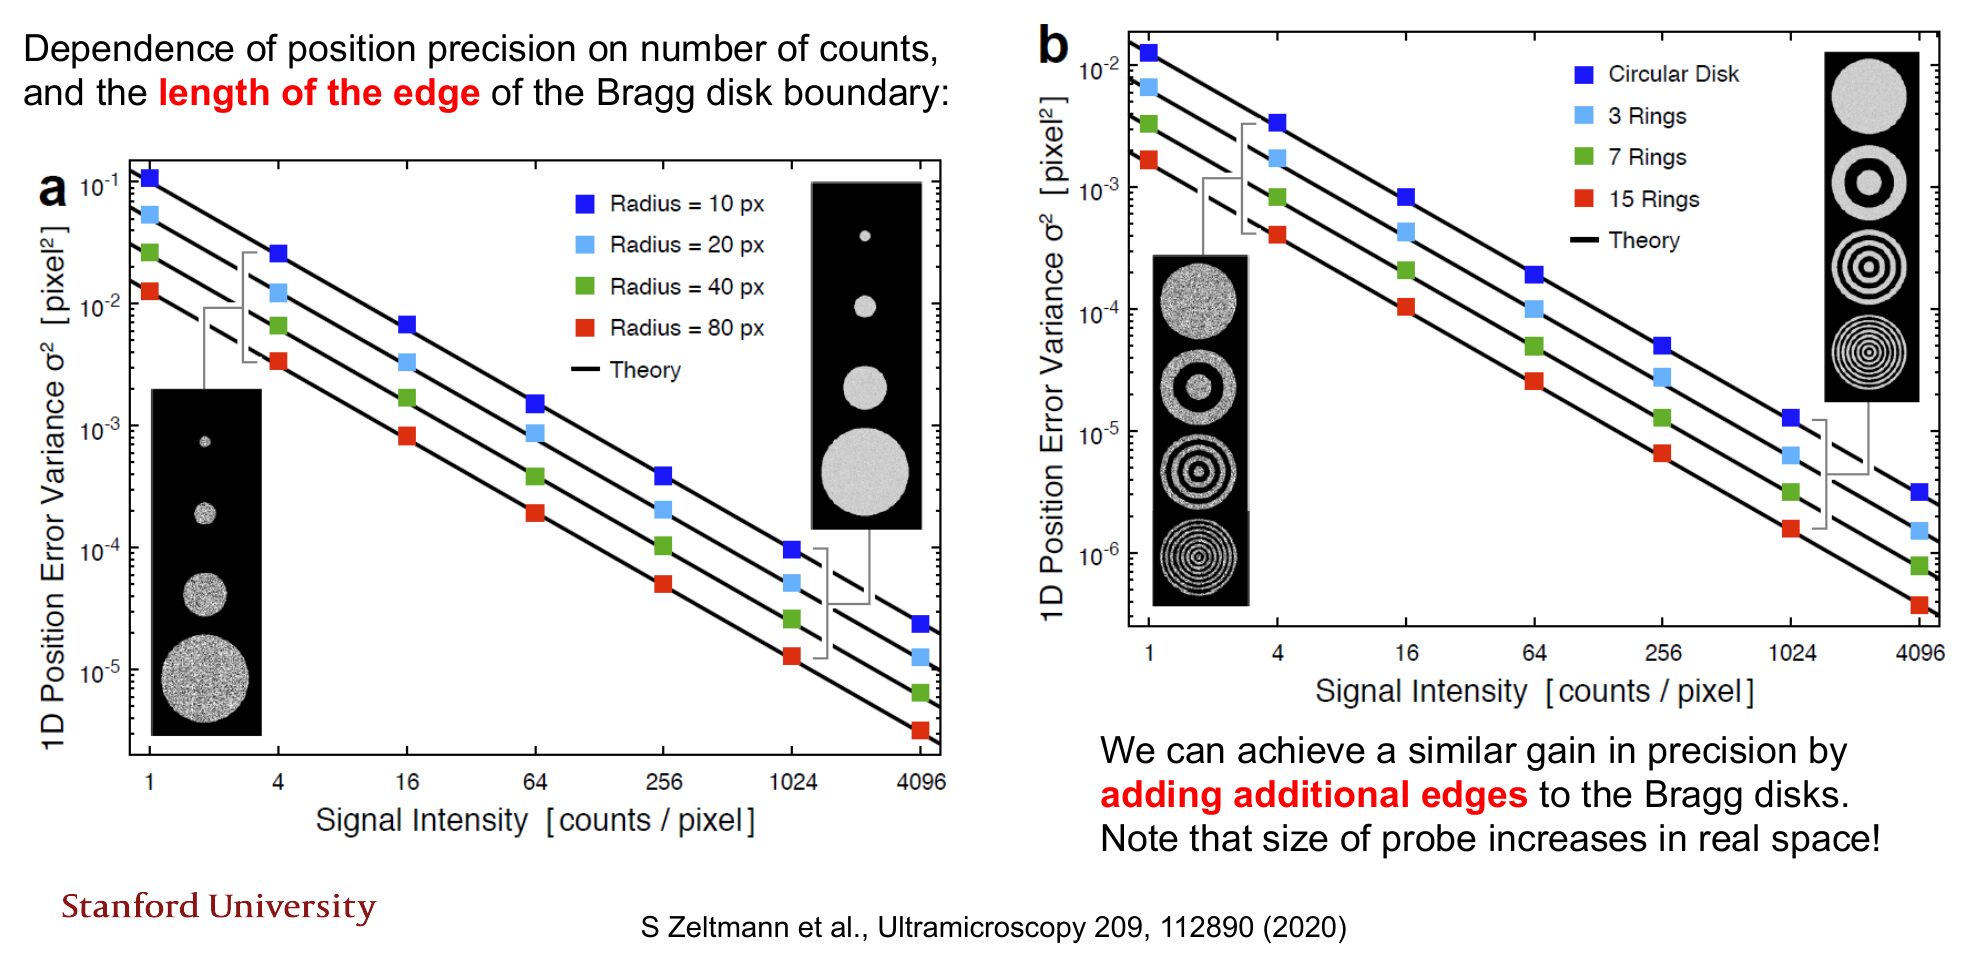 Dependence of position precision on number of counts,
and the length of the edge of the Bragg disk boundary:
a
1D Position Error Variance σ² [pixel²]
10⁻¹
10⁻²
10⁻³
10⁻⁴
10⁻⁵
Radius = 10 px
Radius = 20 px
Radius = 40 px
Radius = 80 px
Theory
1 4 16 64 256 1024 4096
Signal Intensity [counts / pixel]
b
1D Position Error Variance σ² [pixel²]
10⁻²
10⁻³
10⁻⁴
10⁻⁵
10⁻⁶
Circular Disk
3 Rings
7 Rings
15 Rings
Theory
1 4 16 64 256 1024 4096
Signal Intensity [counts / pixel]
We can achieve a similar gain in precision by
adding additional edges to the Bragg disks.
Note that size of probe increases in real space!
Stanford University
S Zeltmann et al., Ultramicroscopy 209, 112890 (2020)